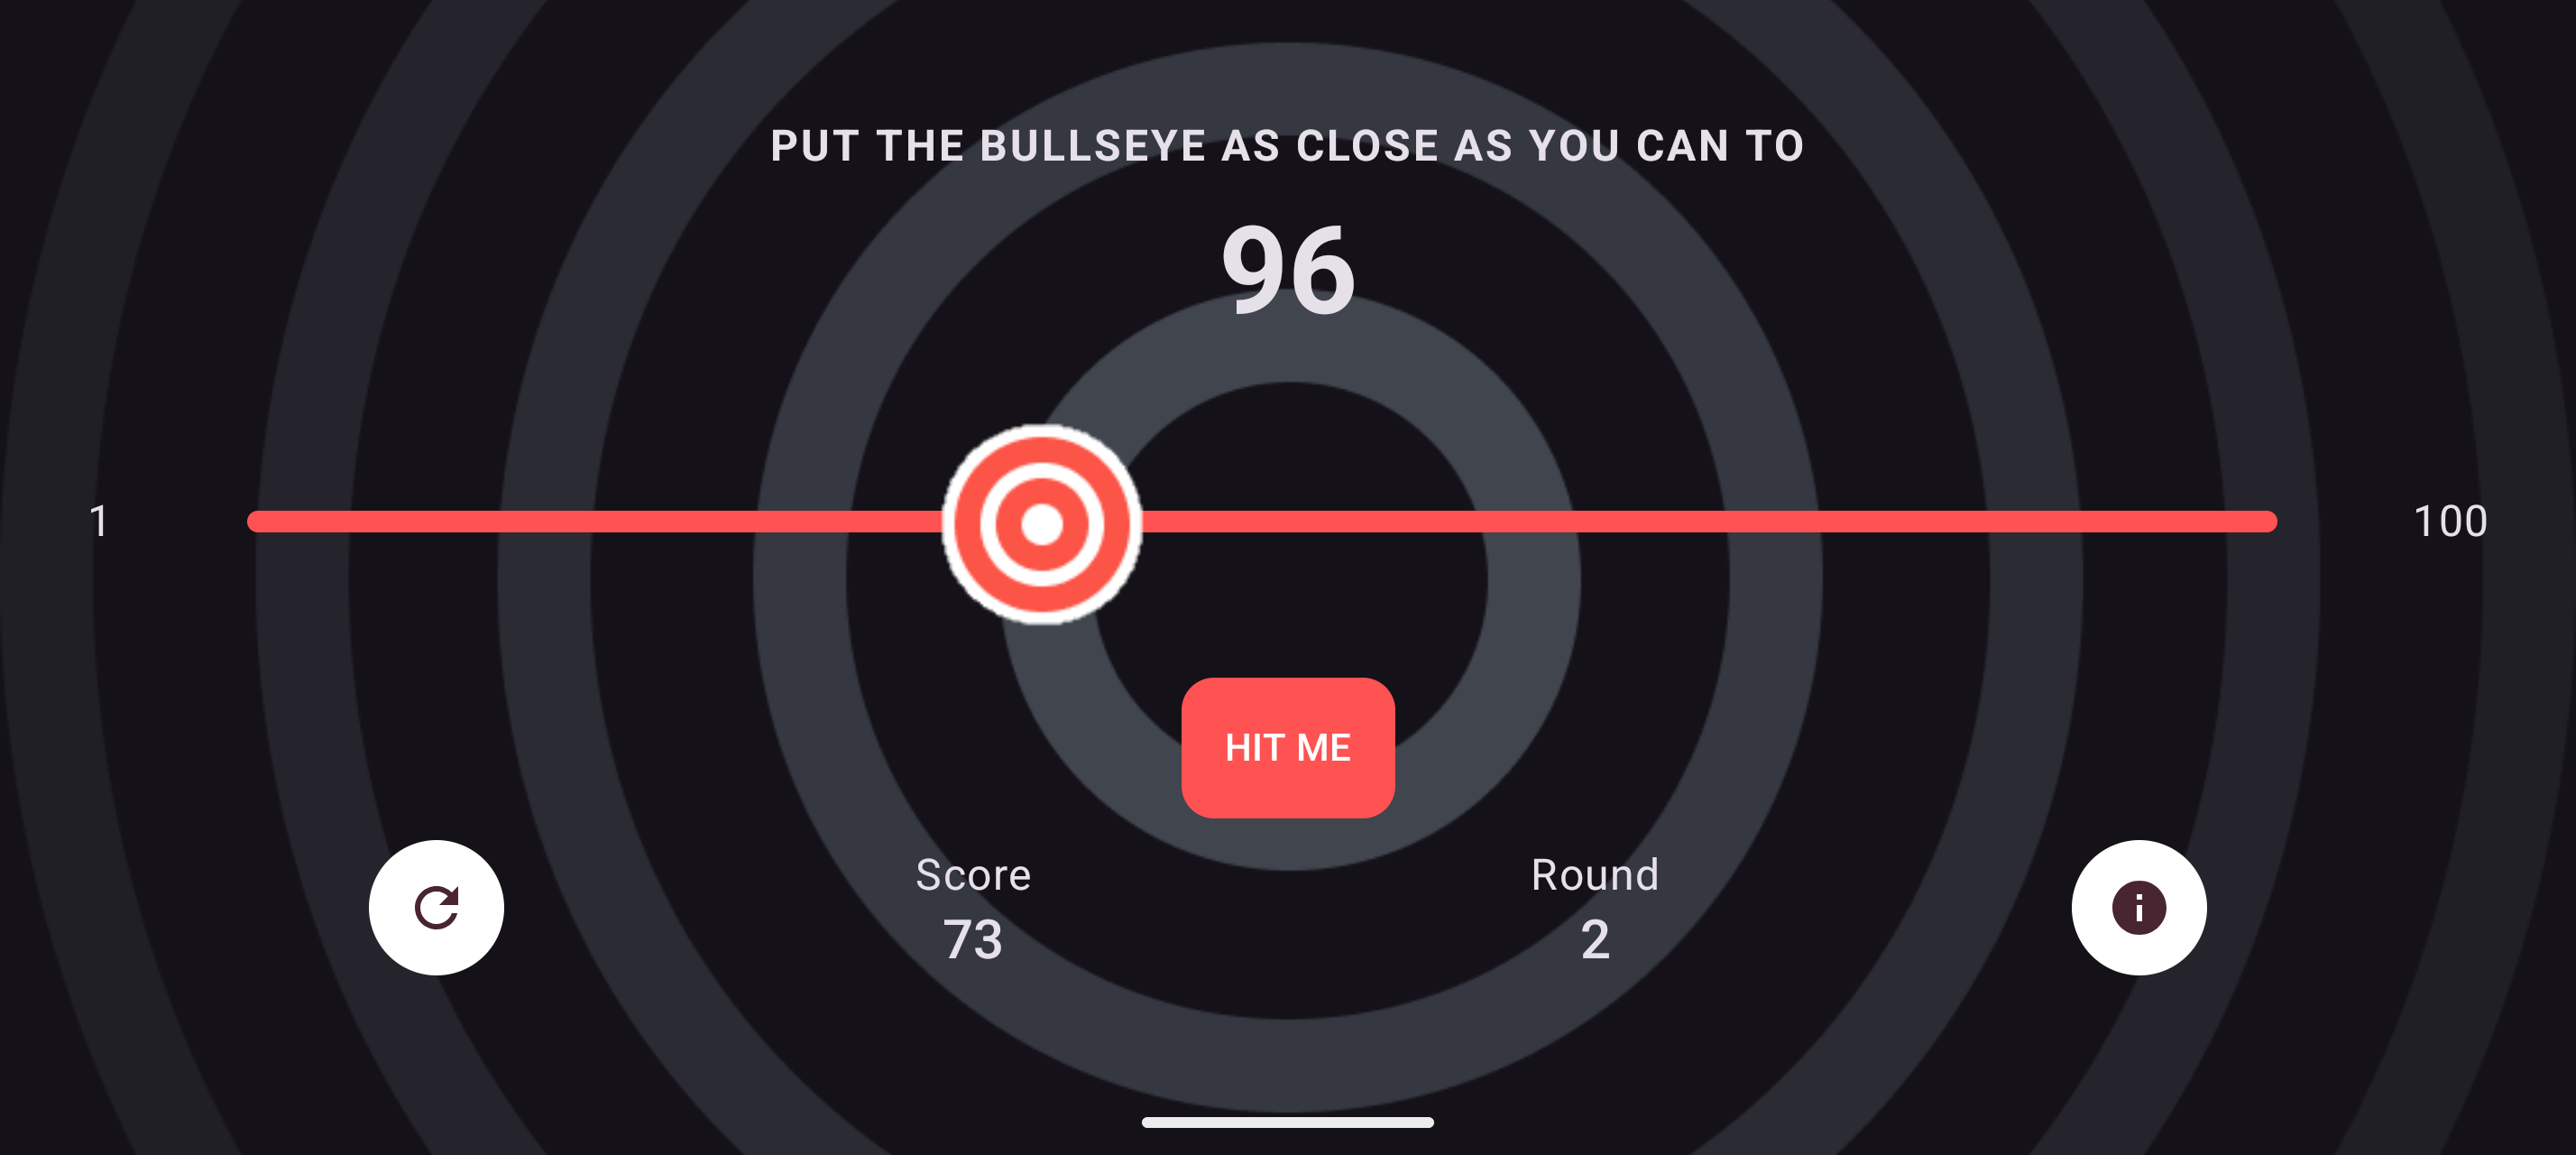 PUT THE BULLSEYE AS CLOSE AS YOU CAN TO
96
1
100
HIT ME
Score
73
Round
2